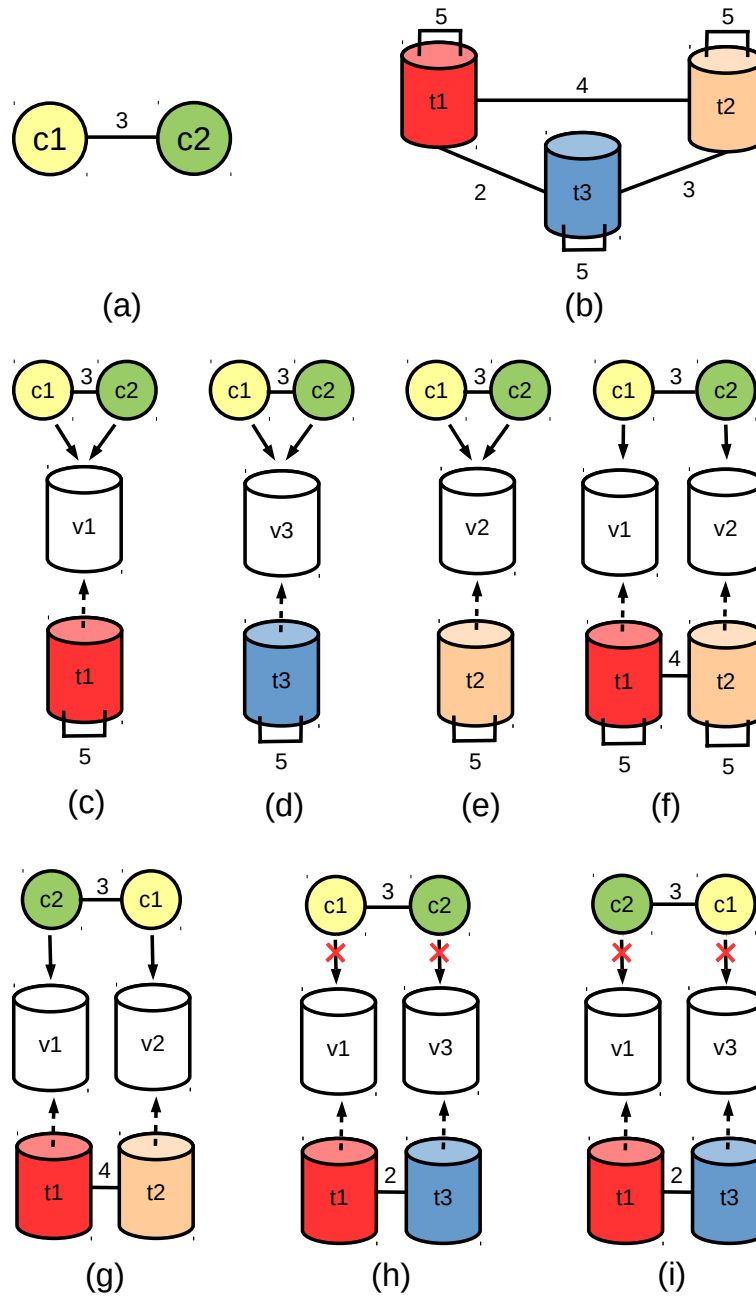 5 5
c1 3 c2
t1 4 t2
2 t3 3
5
(a) (b)
c1 3 c2 c1 3 c2 c1 3 c2 c1 3 c2
v1 v3 v2 v1 v2
t1 t3 t2 t1 4 t2
5 5 5 5 5
(c) (d) (e) (f)
c2 3 c1 c1 3 c2 c2 3 c1
v1 v2 v1 v3 v1 v3
t1 4 t2 t1 2 t3 t1 2 t3
(g) (h) (i)